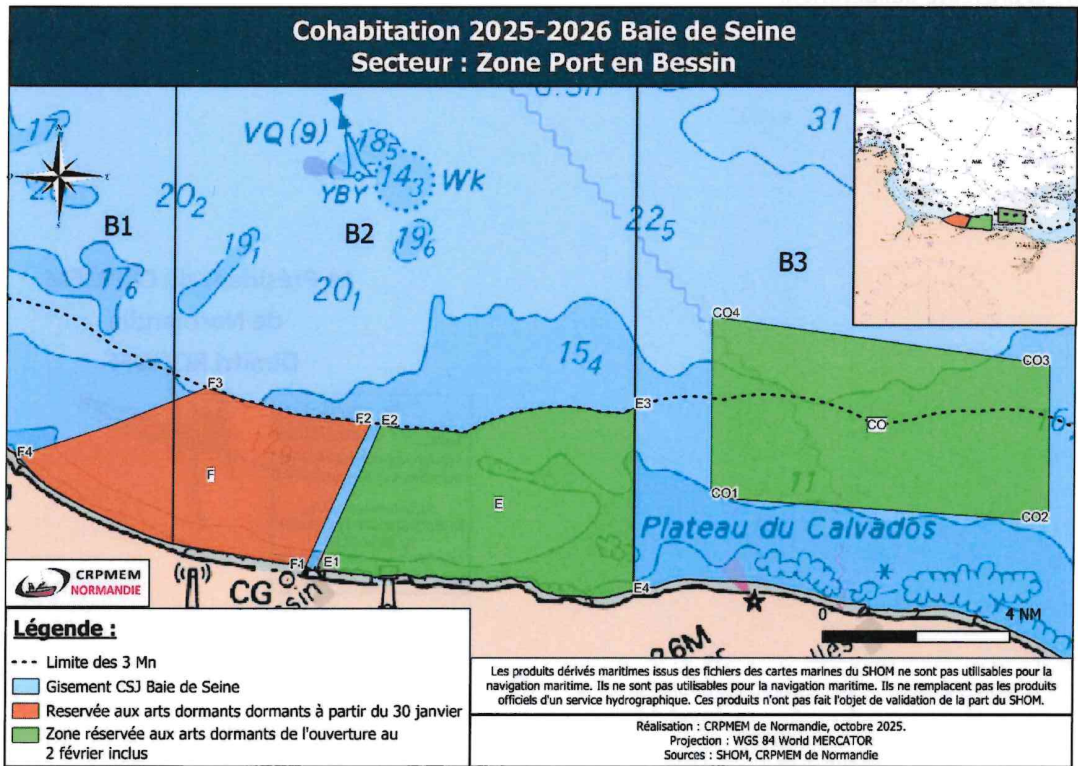 Cohabitation 2025-2026 Baie de Seine
Secteur : Zone Port en Bessin
17
31
VQ (9)
18₅
14₃
Wk
YBY
20₂
22₅
B1
B2
B3
19₁
19₆
17₆
20₁
15₄
CO4
CO3
F3
F2
E2
E3
CO
16
F4
12₉
F
E
CO1
11
CO2
Plateau du Calvados
F1
E1
E4
CRPMEM
NORMANDIE
CG
sin
26M
0 2 4 NM
Légende :
Limite des 3 Mn
Gisement CSJ Baie de Seine
Reservée aux arts dormants dormants à partir du 30 janvier
Zone réservée aux arts dormants de l'ouverture au
2 février inclus
Les produits dérivés maritimes issus des fichiers des cartes marines du SHOM ne sont pas utilisables pour la
navigation maritime. Ils ne sont pas utilisables pour la navigation maritime. Ils ne remplacent pas les produits
officiels d'un service hydrographique. Ces produits n'ont pas fait l'objet de validation de la part du SHOM.
Réalisation : CRPMEM de Normandie, octobre 2025.
Projection : WGS 84 World MERCATOR
Sources : SHOM, CRPMEM de Normandie